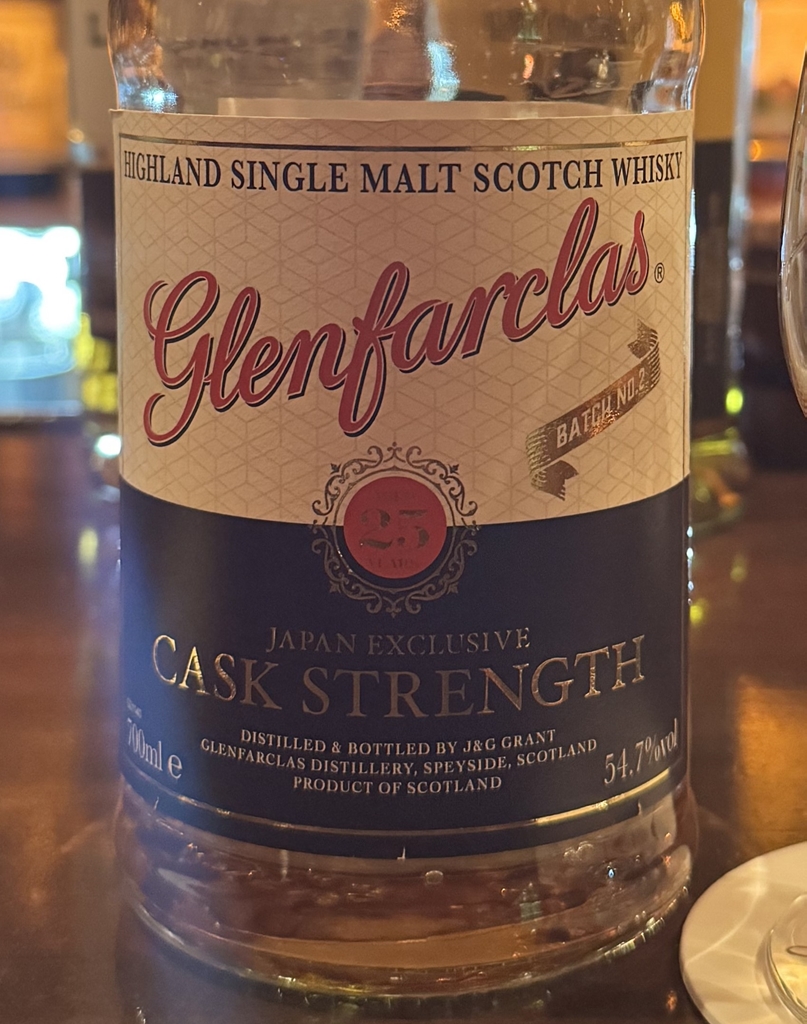 HIGHLAND SINGLE MALT SCOTCH WHISKY
Glenfarclas®
BATCH NO.2
25
YEARS
JAPAN EXCLUSIVE
CASK STRENGTH
DISTILLED & BOTTLED BY J&G GRANT
GLENFARCLAS DISTILLERY, SPEYSIDE, SCOTLAND
PRODUCT OF SCOTLAND
700ml e
54.7%vol